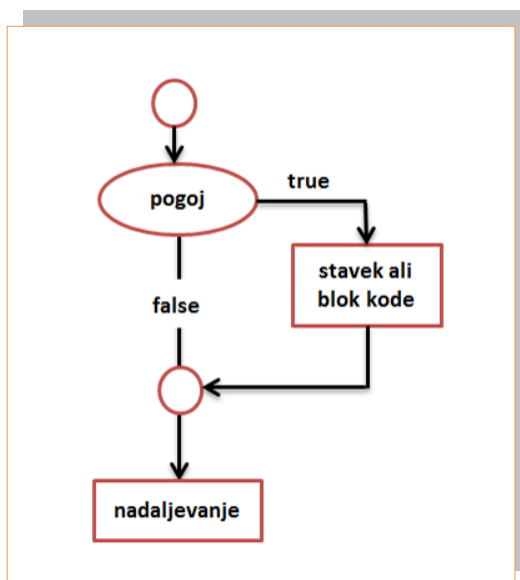 pogoj
true
stavek ali
blok kode
false
nadaljevanje